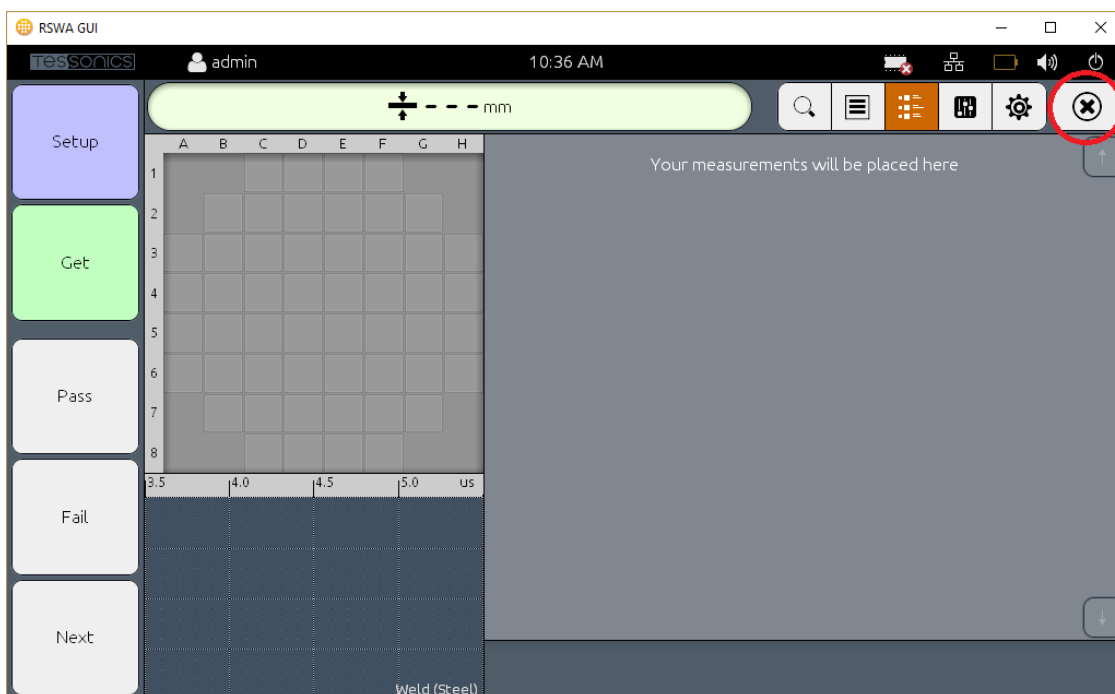 RSWA GUI
TESSONICS admin 10:36 AM
Setup
Get
Pass
Fail
Next
- - - mm
A B C D E F G H
1
2
3
4
5
6
7
8
3.5 4.0 4.5 5.0 us
Weld (Steel)
Your measurements will be placed here